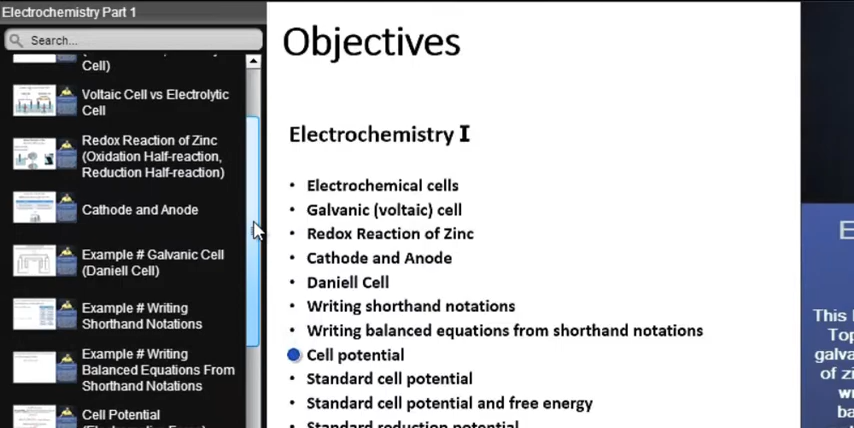 Electrochemistry Part 1
Search...
Cell)
Voltaic Cell vs Electrolytic
Cell
Redox Reaction of Zinc
(Oxidation Half-reaction,
Reduction Half-reaction)
Cathode and Anode
Example # Galvanic Cell
(Daniell Cell)
Example # Writing
Shorthand Notations
Example # Writing
Balanced Equations From
Shorthand Notations
Cell Potential
Objectives
Electrochemistry I
• Electrochemical cells
• Galvanic (voltaic) cell
• Redox Reaction of Zinc
• Cathode and Anode
• Daniell Cell
• Writing shorthand notations
• Writing balanced equations from shorthand notations
Cell potential
• Standard cell potential
• Standard cell potential and free energy
Standard reduction potential
E
This
Top
galva
of zi
w
ba